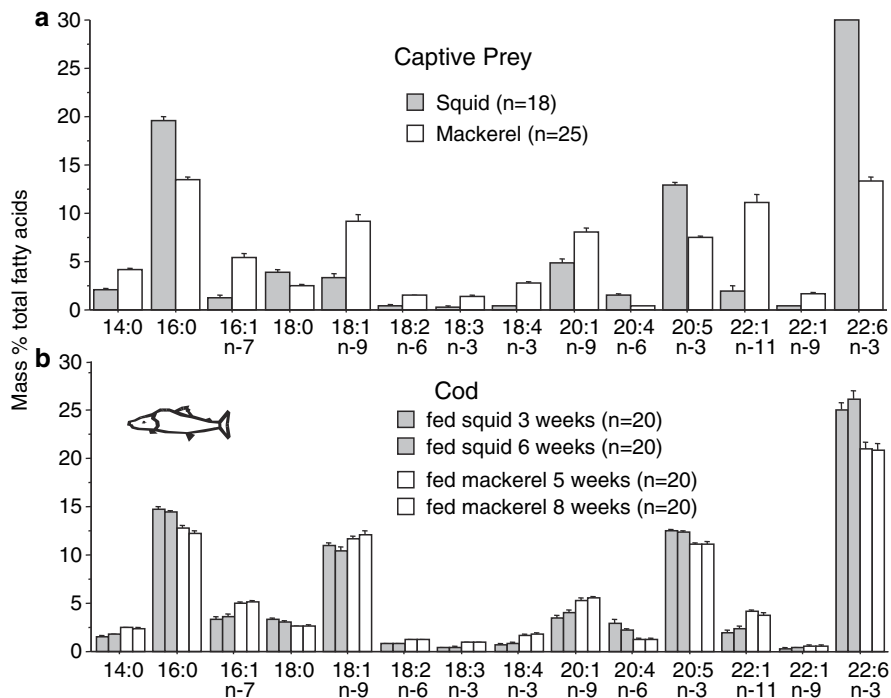 a
30
25
20
15
10
5
0
Captive Prey
Squid (n=18)
Mackerel (n=25)
14:0 16:0 16:1 18:0 18:1 18:2 18:3 18:4 20:1 20:4 20:5 22:1 22:1 22:6
n-7 n-9 n-6 n-3 n-3 n-9 n-6 n-3 n-11 n-9 n-3
Mass % total fatty acids
b
30
25
20
15
10
5
0
Cod
fed squid 3 weeks (n=20)
fed squid 6 weeks (n=20)
fed mackerel 5 weeks (n=20)
fed mackerel 8 weeks (n=20)
14:0 16:0 16:1 18:0 18:1 18:2 18:3 18:4 20:1 20:4 20:5 22:1 22:1 22:6
n-7 n-9 n-6 n-3 n-3 n-9 n-6 n-3 n-11 n-9 n-3